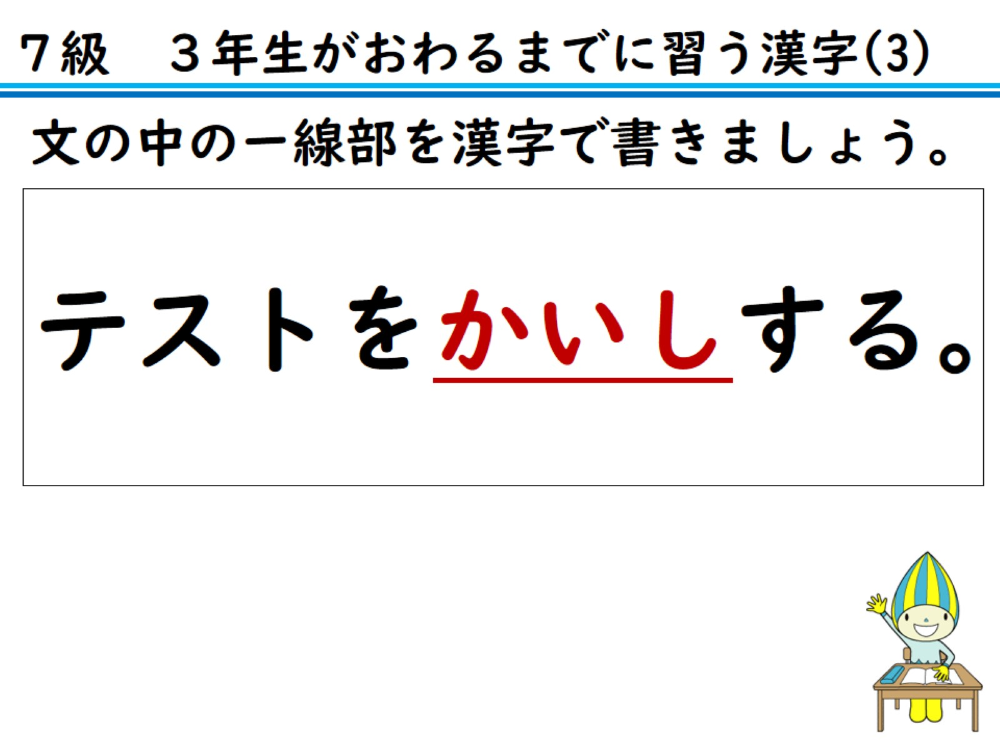 ７級　３年生がおわるまでに習う漢字(3)
文の中の－線部を漢字で書きましょう。
テストをかいしする。